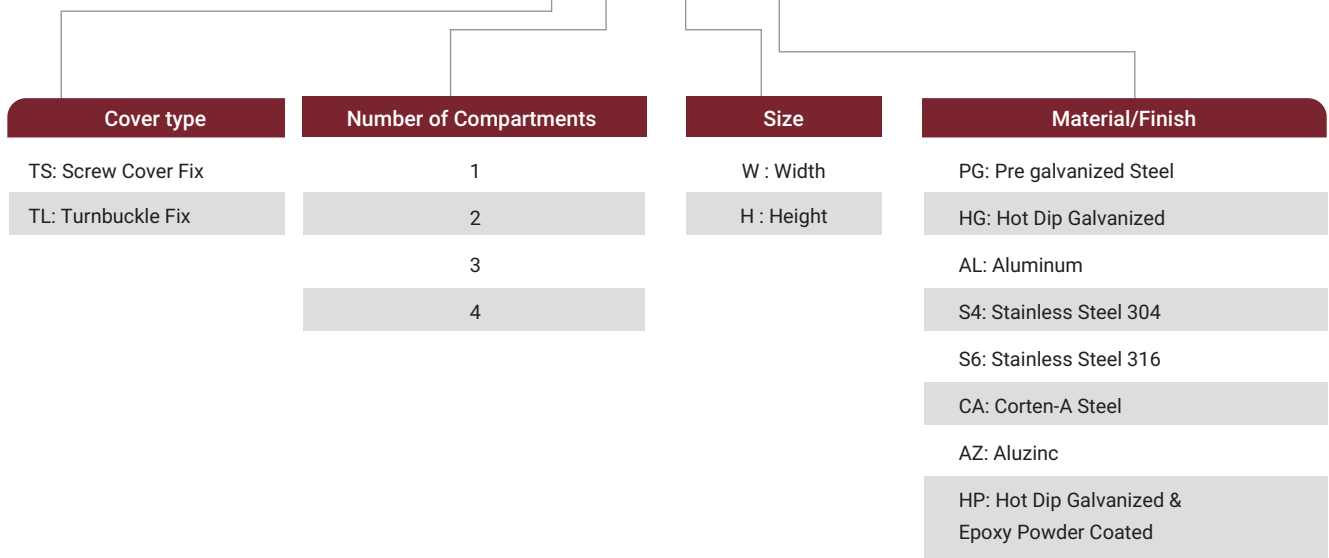 Cover type
TS: Screw Cover Fix
TL: Turnbuckle Fix
Number of Compartments
1
2
3
4
Size
W : Width
H : Height
Material/Finish
PG: Pre galvanized Steel
HG: Hot Dip Galvanized
AL: Aluminum
S4: Stainless Steel 304
S6: Stainless Steel 316
CA: Corten-A Steel
AZ: Aluzinc
HP: Hot Dip Galvanized &
Epoxy Powder Coated